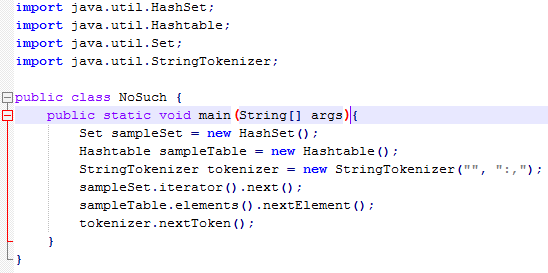 import java.util.HashSet;
import java.util.Hashtable;
import java.util.Set;
import java.util.StringTokenizer;
public class NoSuch {
public static void main(String[] args){
Set sampleSet = new HashSet();
Hashtable sampleTable = new Hashtable();
StringTokenizer tokenizer = new StringTokenizer("", ":,");
sampleSet.iterator().next();
sampleTable.elements().nextElement();
tokenizer.nextToken();
}
}